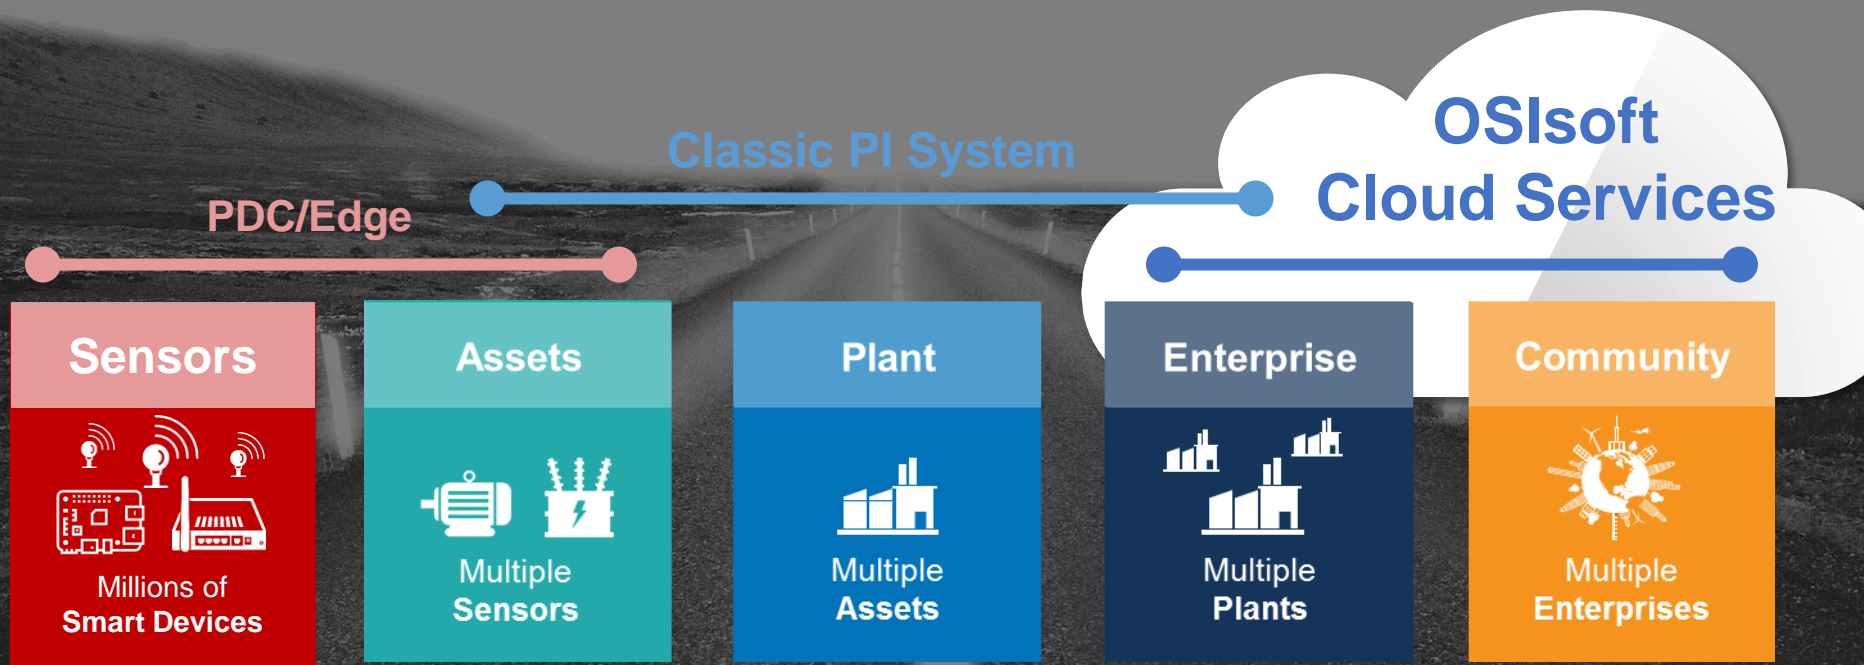 OSIsoft
Cloud Services
Classic PI System
PDC/Edge
Sensors
Millions of
Smart Devices
Assets
Multiple
Sensors
Plant
Multiple
Assets
Enterprise
Multiple
Plants
Community
Multiple
Enterprises